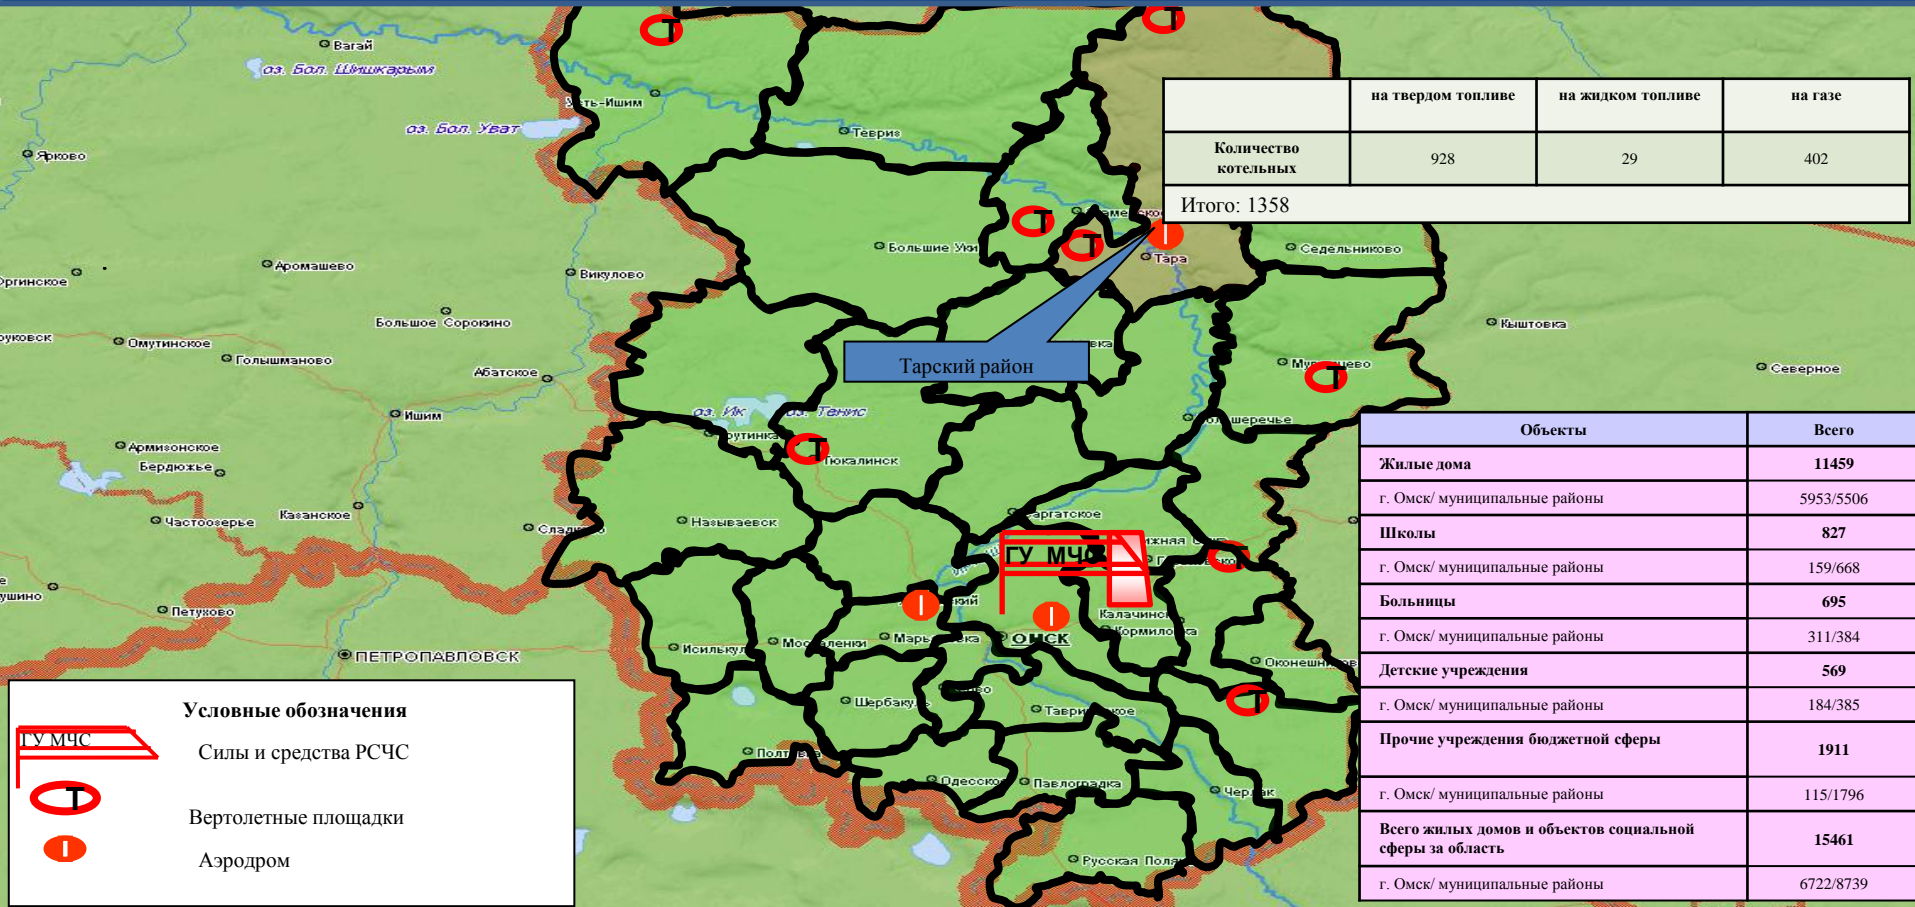 Вагай
оз. Бол. Шишкарым
Усть-Ишим
оз. Бол. Уват
Тевриз
Ярково
на твердом топливе
на жидком топливе
на газе
Количество котельных
928
29
402
Итого: 1358
Большие Уки
Седельниково
Тара
Аромашево
Викулово
Большое Сорокино
Омутинское
Голышманово
Абатское
Кыштовка
Северное
Тарский район
оз. Ик
оз. Тенис
Ишим
Тюкалинск
Армизонское
Бердюжье
Казанское
Частоозерье
Называевск
ГУ МЧС
Калачинск
Кормиловка
Петухово
ПЕТРОПАВЛОВСК
Исилькуль
ОМСК
Шербакуль
Одесское
Павлоградка
Черлак
Русская Поляна
Объекты
Всего
Жилые дома
11459
г. Омск/ муниципальные районы
5953/5506
Школы
827
г. Омск/ муниципальные районы
159/668
Больницы
695
г. Омск/ муниципальные районы
311/384
Детские учреждения
569
г. Омск/ муниципальные районы
184/385
Прочие учреждения бюджетной сферы
1911
г. Омск/ муниципальные районы
115/1796
Всего жилых домов и объектов социальной
сферы за область
15461
г. Омск/ муниципальные районы
6722/8739
Условные обозначения
ГУ МЧС
Силы и средства РСЧС
Т
Вертолетные площадки
Аэродром